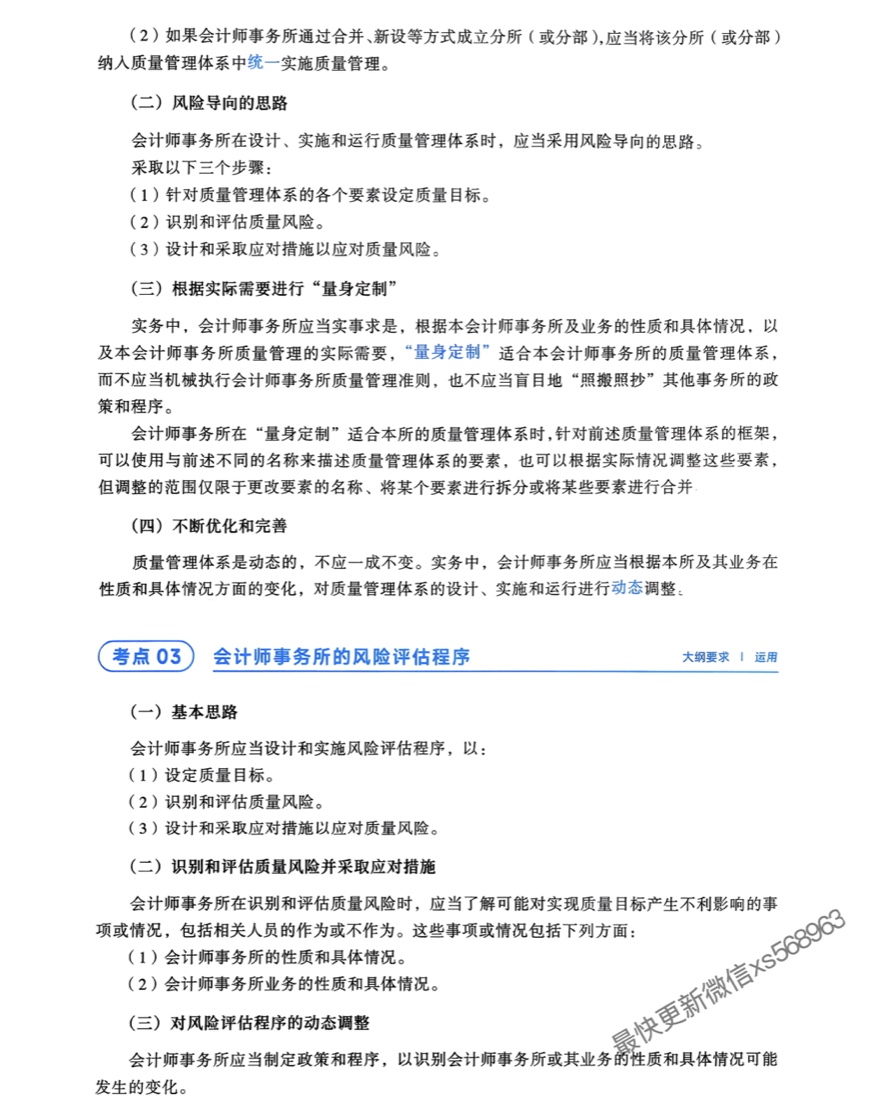 （2）如果会计师事务所通过合并、新设等方式成立分所（或分部），应当将该分所（或分部）
纳入质量管理体系中统一实施质量管理。
（二）风险导向的思路
会计师事务所在设计、实施和运行质量管理体系时，应当采用风险导向的思路。
采取以下三个步骤：
（1）针对质量管理体系的各个要素设定质量目标。
（2）识别和评估质量风险。
（3）设计和采取应对措施以应对质量风险。
（三）根据实际需要进行“量身定制”
实务中，会计师事务所应当实事求是，根据本会计师事务所及业务的性质和具体情况，以
及本会计师事务所质量管理的实际需要，“量身定制”适合本会计师事务所的质量管理体系，
而不应当机械执行会计师事务所质量管理准则，也不应当盲目地“照搬照抄”其他事务所的政
策和程序。
会计师事务所在“量身定制”适合本所的质量管理体系时，针对前述质量管理体系的框架，
可以使用与前述不同的名称来描述质量管理体系的要素，也可以根据实际情况调整这些要素，
但调整的范围仅限于更改要素的名称、将某个要素进行拆分或将某些要素进行合并.
（四）不断优化和完善
质量管理体系是动态的，不应一成不变。实务中，会计师事务所应当根据本所及其业务在
性质和具体情况方面的变化，对质量管理体系的设计、实施和运行进行动态调整。
考点 03 会计师事务所的风险评估程序 大纲要求 | 运用
（一）基本思路
会计师事务所应当设计和实施风险评估程序，以：
（1）设定质量目标。
（2）识别和评估质量风险。
（3）设计和采取应对措施以应对质量风险。
（二）识别和评估质量风险并采取应对措施
会计师事务所在识别和评估质量风险时，应当了解可能对实现质量目标产生不利影响的事
项或情况，包括相关人员的作为或不作为。这些事项或情况包括下列方面：
（1）会计师事务所的性质和具体情况。
（2）会计师事务所业务的性质和具体情况。
（三）对风险评估程序的动态调整
会计师事务所应当制定政策和程序，以识别会计师事务所或其业务的性质和具体情况可能
发生的变化。
最快更新微信xs568963